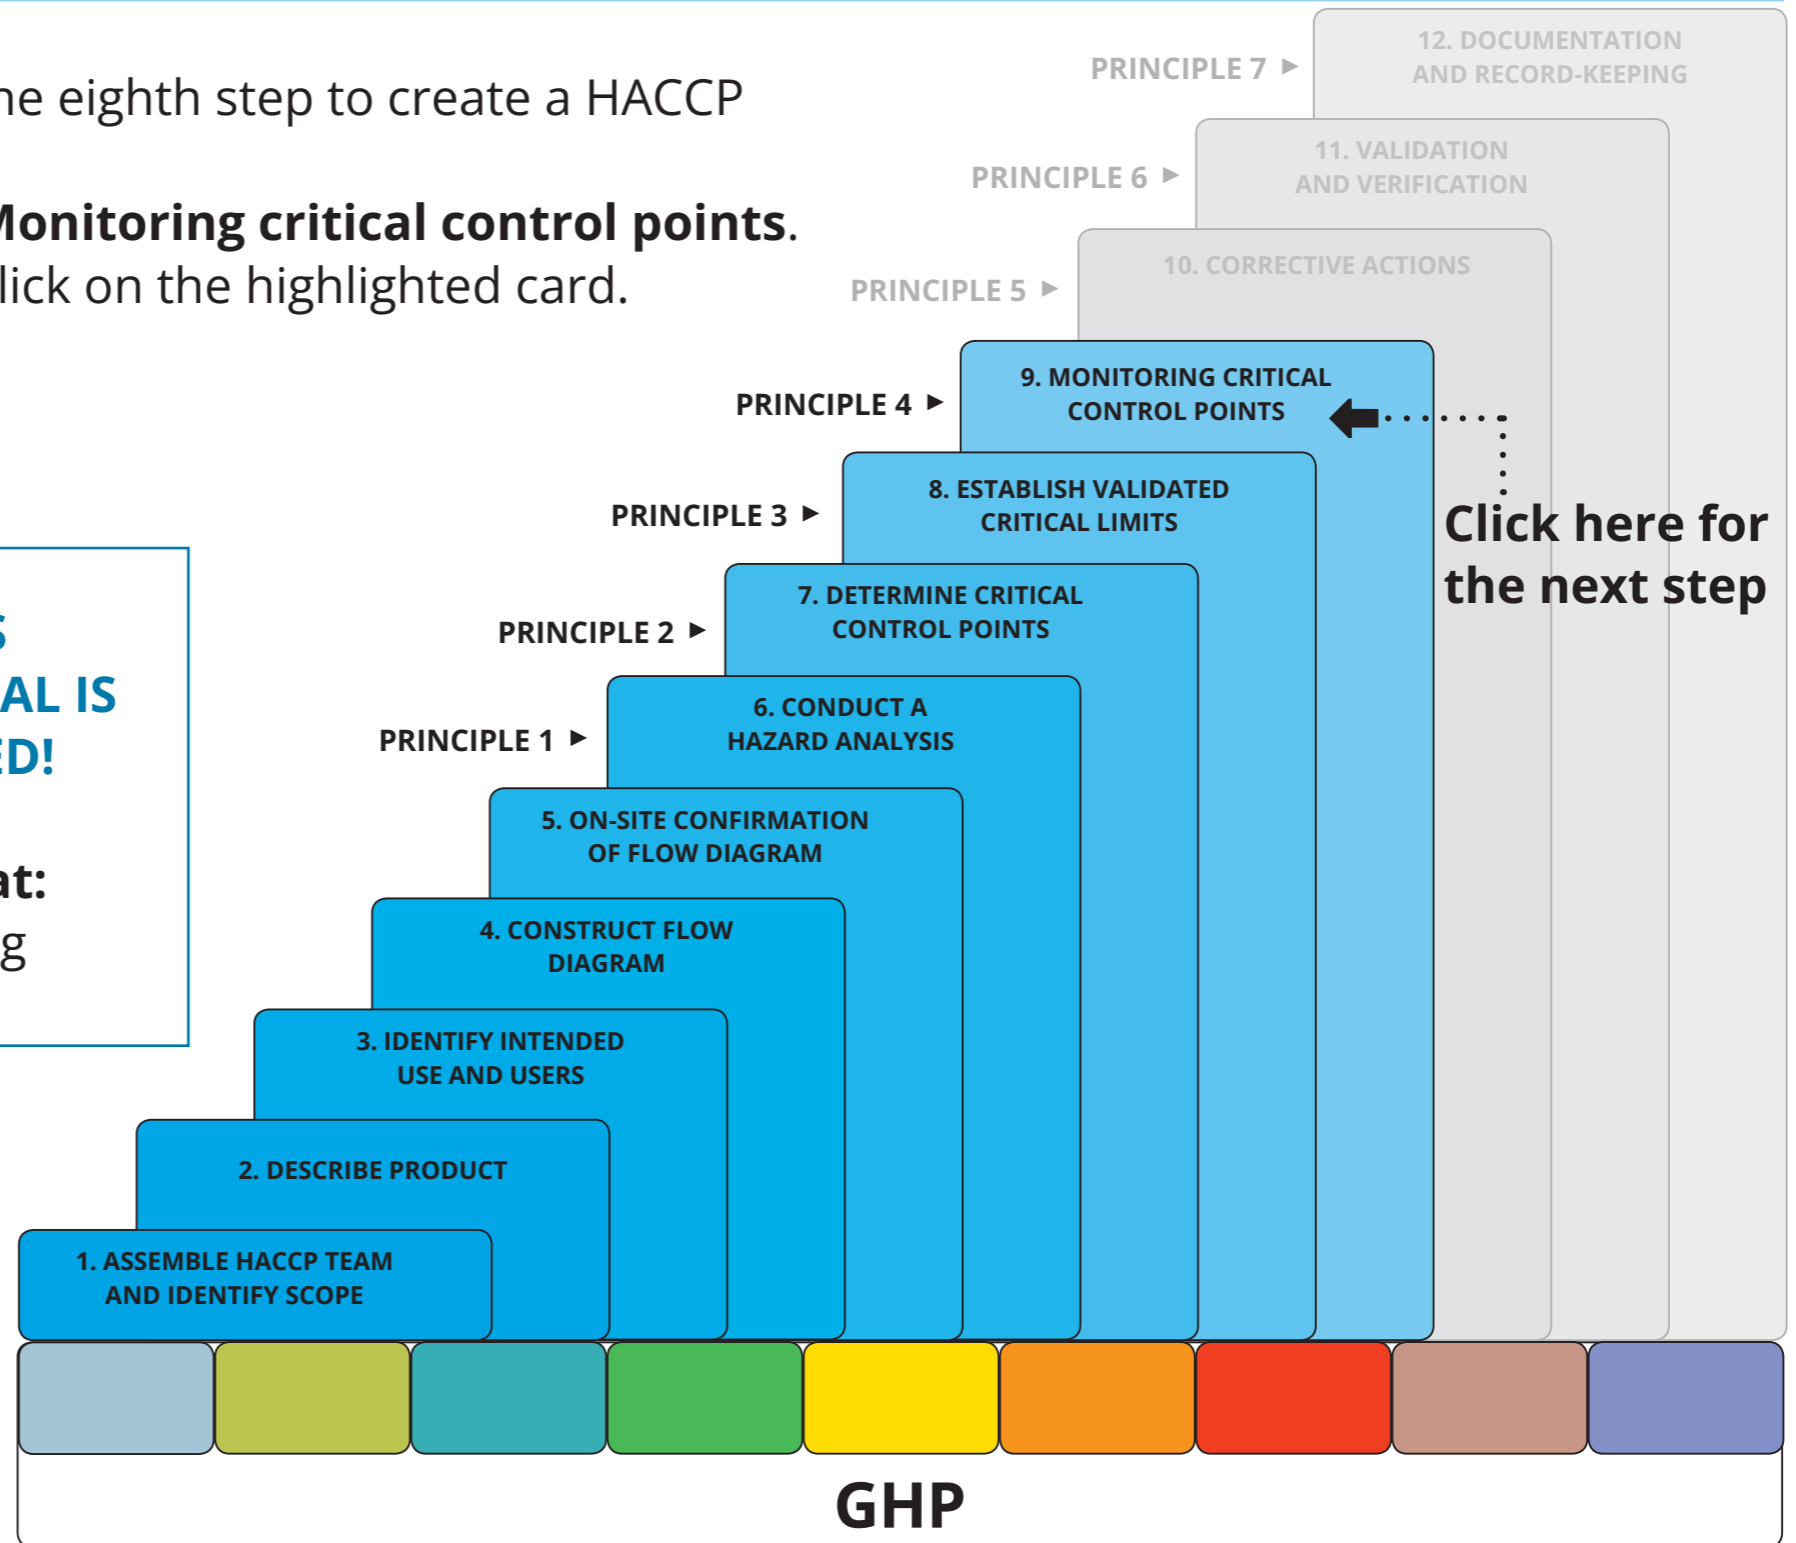 he eighth step to create a HACCP
Monitoring critical control points.
lick on the highlighted card.
S
AL IS
ED!
at:
g
PRINCIPLE 7 ►
12. DOCUMENTATION
AND RECORD-KEEPING
PRINCIPLE 6 ►
11. VALIDATION
AND VERIFICATION
PRINCIPLE 5 ►
10. CORRECTIVE ACTIONS
PRINCIPLE 4 ►
9. MONITORING CRITICAL
CONTROL POINTS
Click here for
the next step
PRINCIPLE 3 ►
8. ESTABLISH VALIDATED
CRITICAL LIMITS
PRINCIPLE 2 ►
7. DETERMINE CRITICAL
CONTROL POINTS
PRINCIPLE 1 ►
6. CONDUCT A
HAZARD ANALYSIS
5. ON-SITE CONFIRMATION
OF FLOW DIAGRAM
4. CONSTRUCT FLOW
DIAGRAM
3. IDENTIFY INTENDED
USE AND USERS
2. DESCRIBE PRODUCT
1. ASSEMBLE HACCP TEAM
AND IDENTIFY SCOPE
GHP